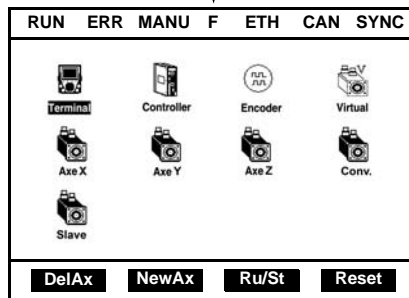 RUN ERR MANU F ETH CAN SYNC
V
Terminal Controller Encoder Virtual
Axe X Axe Y Axe Z Conv.
Slave
DelAx NewAx Ru/St Reset